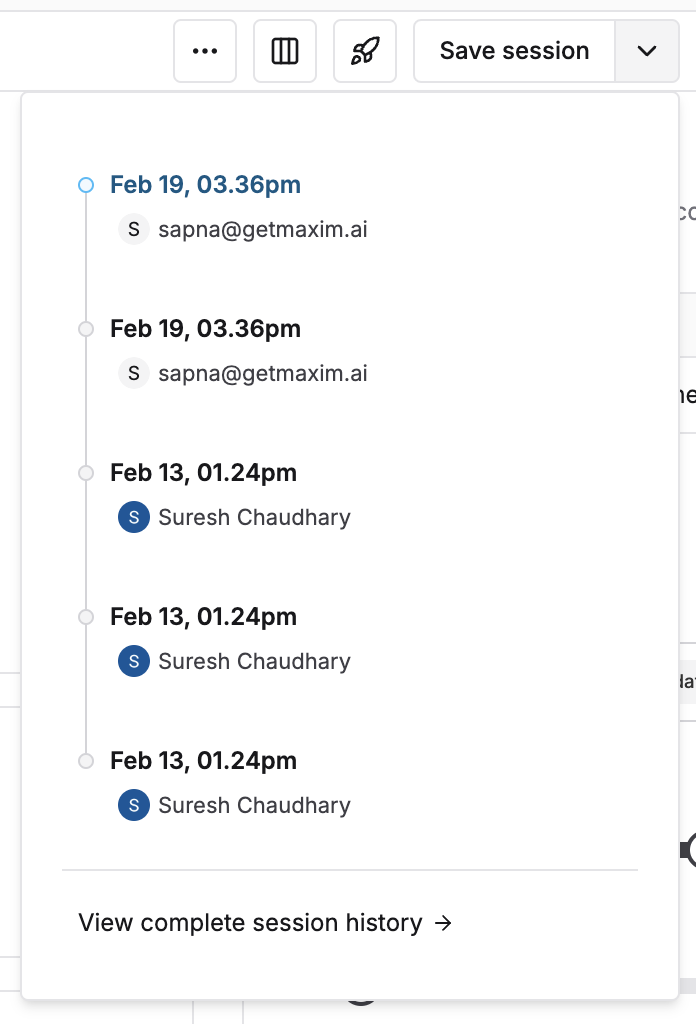 Save session
Feb 19, 03.36pm
S sapna@getmaxim.ai
Feb 19, 03.36pm
S sapna@getmaxim.ai
Feb 13, 01.24pm
S Suresh Chaudhary
Feb 13, 01.24pm
S Suresh Chaudhary
Feb 13, 01.24pm
S Suresh Chaudhary
View complete session history →